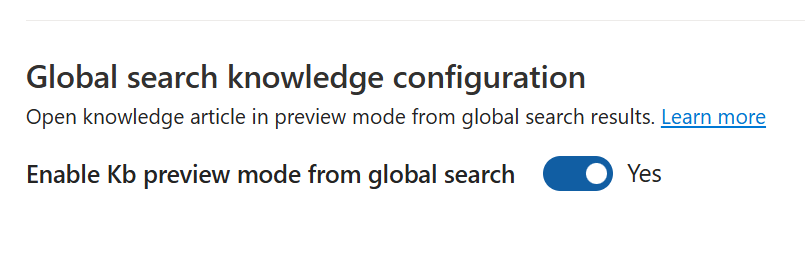 Global search knowledge configuration
Open knowledge article in preview mode from global search results. Learn more
Enable Kb preview mode from global search Yes